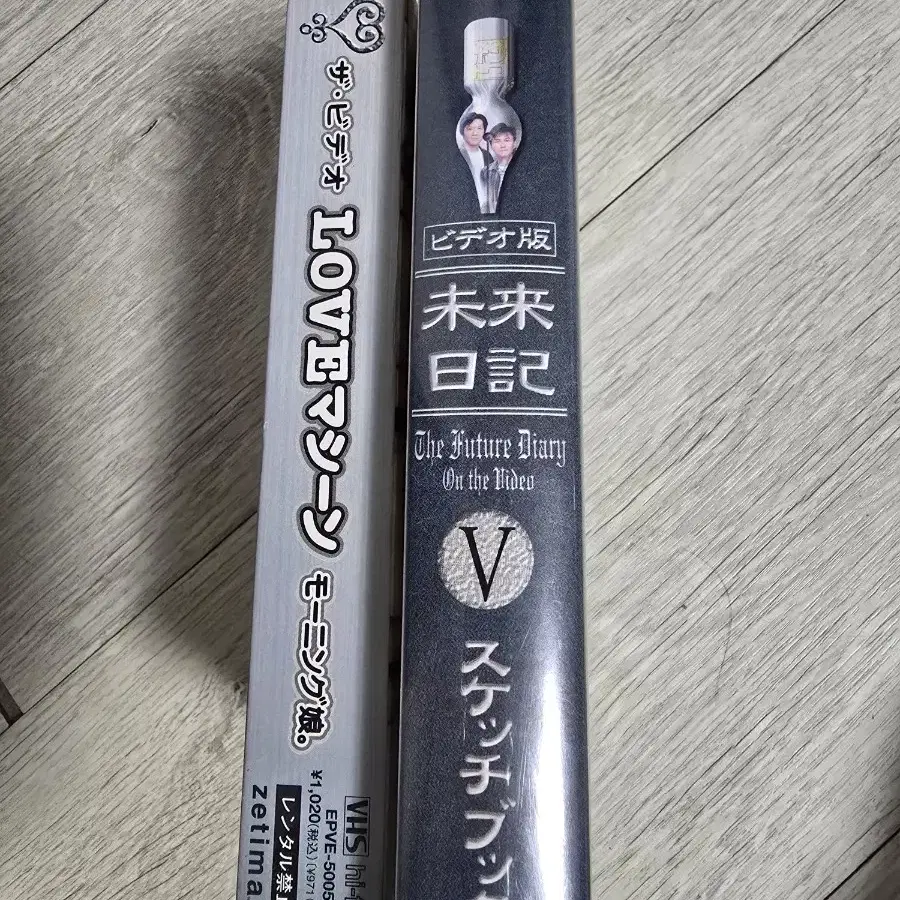 ザ・ビデオ
LOVEマシーン
モーニング娘。
VHS hi-f
EPVE-5005
¥1,020(税込)(¥971
レンタル禁止
zetima
ビデオ版
未来
日記
The Future Diary
On the Video
V
スケッチブック